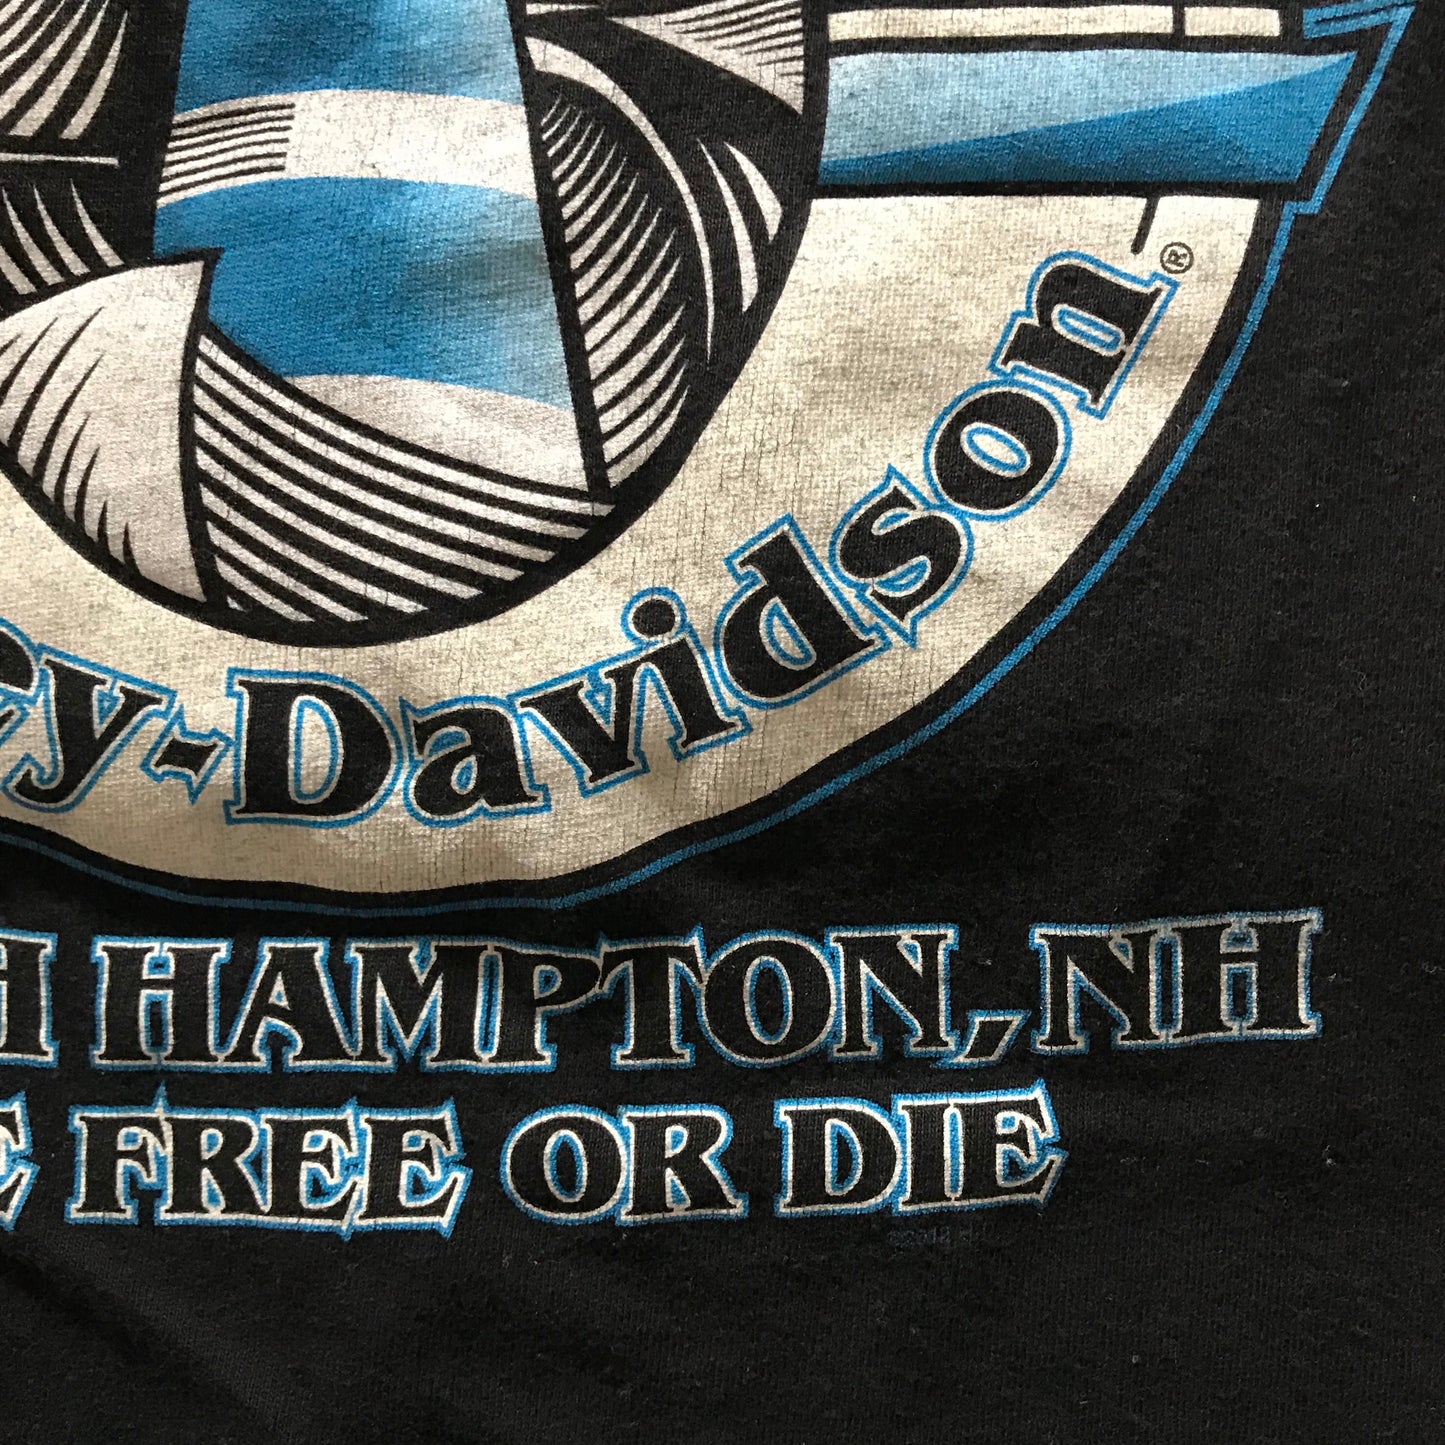 ey-Davidson®
H HAMPTON, NH
E FREE OR DIE